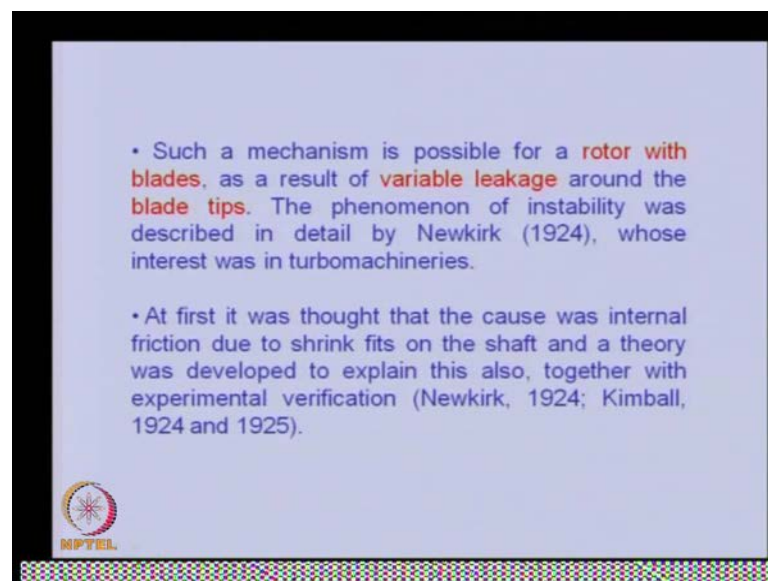 • Such a mechanism is possible for a rotor with
blades, as a result of variable leakage around the
blade tips. The phenomenon of instability was
described in detail by Newkirk (1924), whose
interest was in turbomachineries.
• At first it was thought that the cause was internal
friction due to shrink fits on the shaft and a theory
was developed to explain this also, together with
experimental verification (Newkirk, 1924; Kimball,
1924 and 1925).
NPTEL